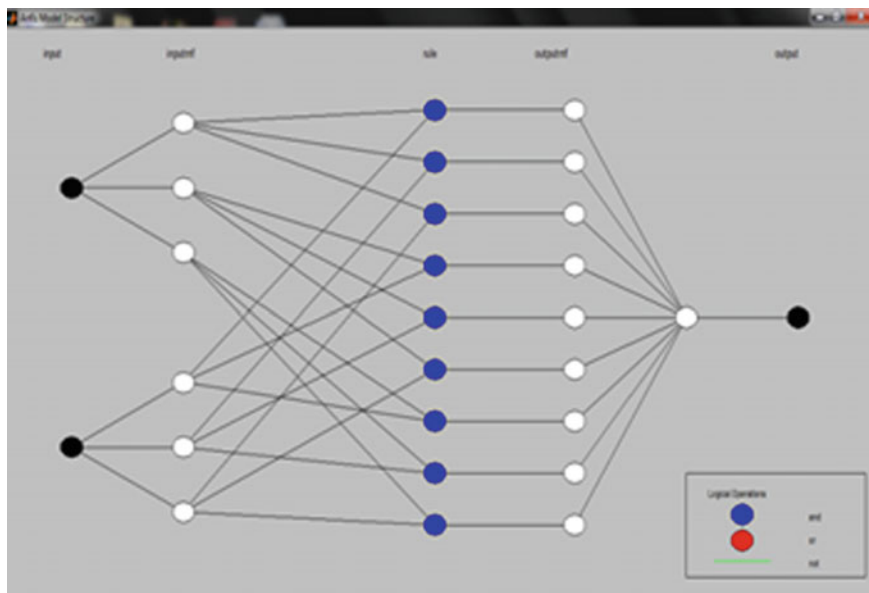 Anfis Model Structure
input
inputmf
rule
outputmf
output
Logical Operations
and
or
not